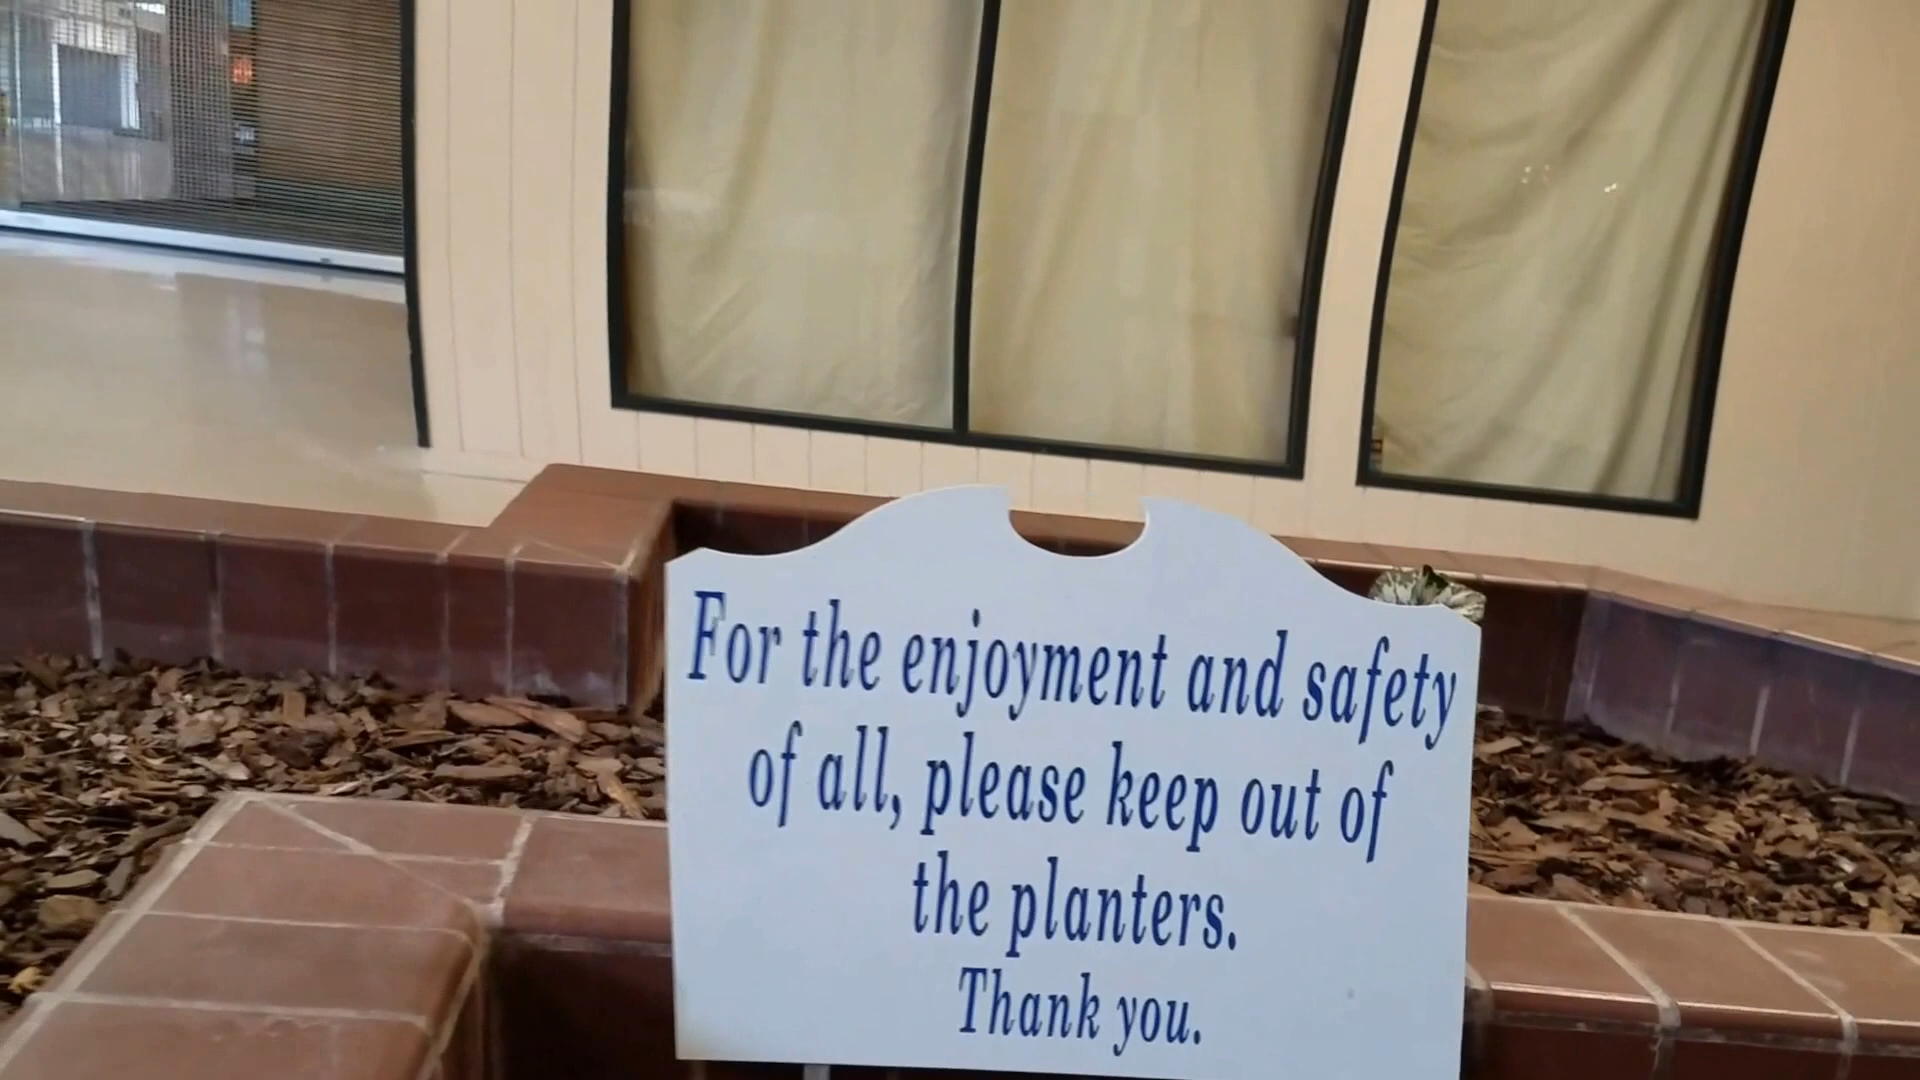 For the enjoyment and safety
of all, please keep out of
the planters.
Thank you.